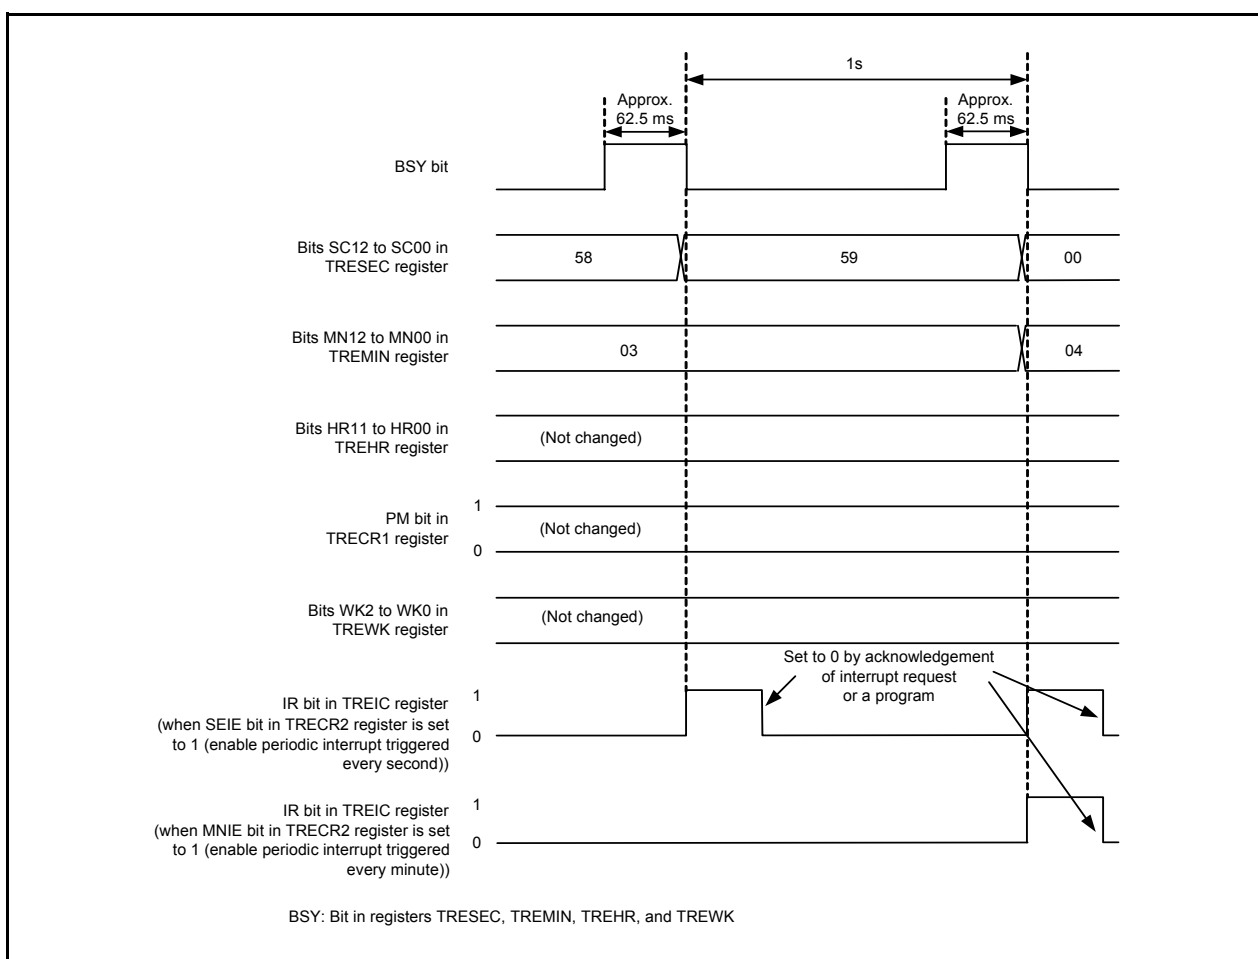 1s
Approx.
62.5 ms
Approx.
62.5 ms
BSY bit
Bits SC12 to SC00 in
TRESEC register
58
59
00
Bits MN12 to MN00 in
TREMIN register
03
04
Bits HR11 to HR00 in
TREHR register
(Not changed)
PM bit in
TRECR1 register
1
0
(Not changed)
Bits WK2 to WK0 in
TREWK register
(Not changed)
Set to 0 by acknowledgement
of interrupt request
or a program
IR bit in TREIC register
(when SEIE bit in TRECR2 register is set
to 1 (enable periodic interrupt triggered
every second))
1
0
IR bit in TREIC register
(when MNIE bit in TRECR2 register is set
to 1 (enable periodic interrupt triggered
every minute))
1
0
BSY: Bit in registers TRESEC, TREMIN, TREHR, and TREWK